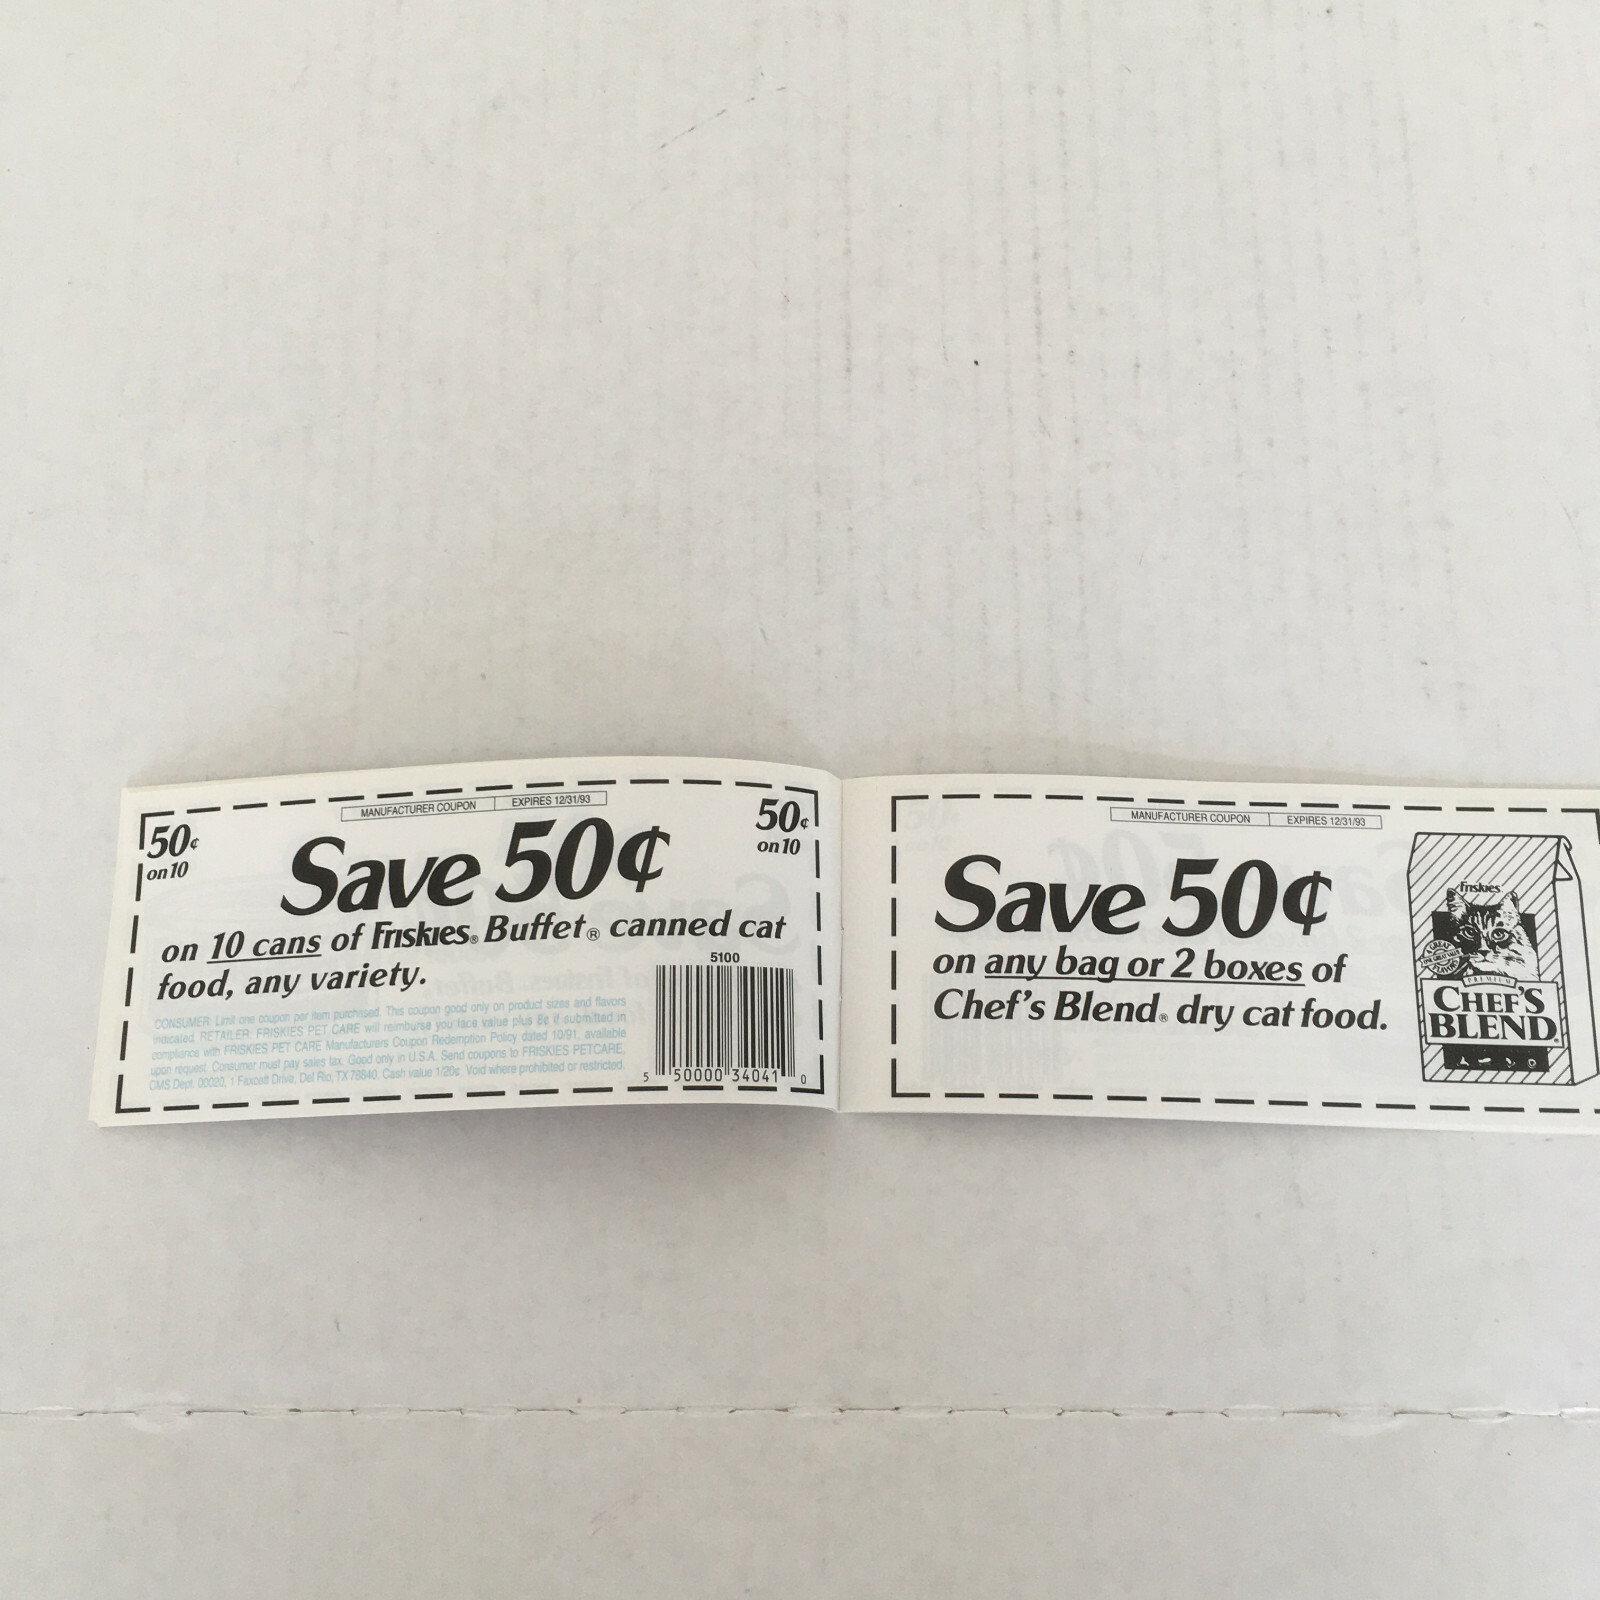 MANUFACTURER COUPON EXPIRES 12/31/93
50¢
on 10
50¢
on 10
Save 50¢
on 10 cans of Friskies® Buffet® canned cat
food, any variety.
CONSUMER: Limit one coupon per item purchased. This coupon good only on product sizes and flavors
indicated. RETAILER: FRISKIES PET CARE will reimburse you face value plus 8¢ if submitted in
compliance with FRISKIES PET CARE Manufacturers Coupon Redemption Policy dated 10/91, available
upon request. Consumer must pay sales tax. Good only in U.S.A. Send coupons to FRISKIES PETCARE,
CMS Dept. 00020, 1 Faxcett Drive, Del Rio, TX 78840. Cash value 1/20¢. Void where prohibited or restricted.
5100
5 50000 34041 0
MANUFACTURER COUPON EXPIRES 12/31/93
Save 50¢
on any bag or 2 boxes of
Chef's Blend® dry cat food.
Friskies
PREMIUM
CHEF'S
BLEND®